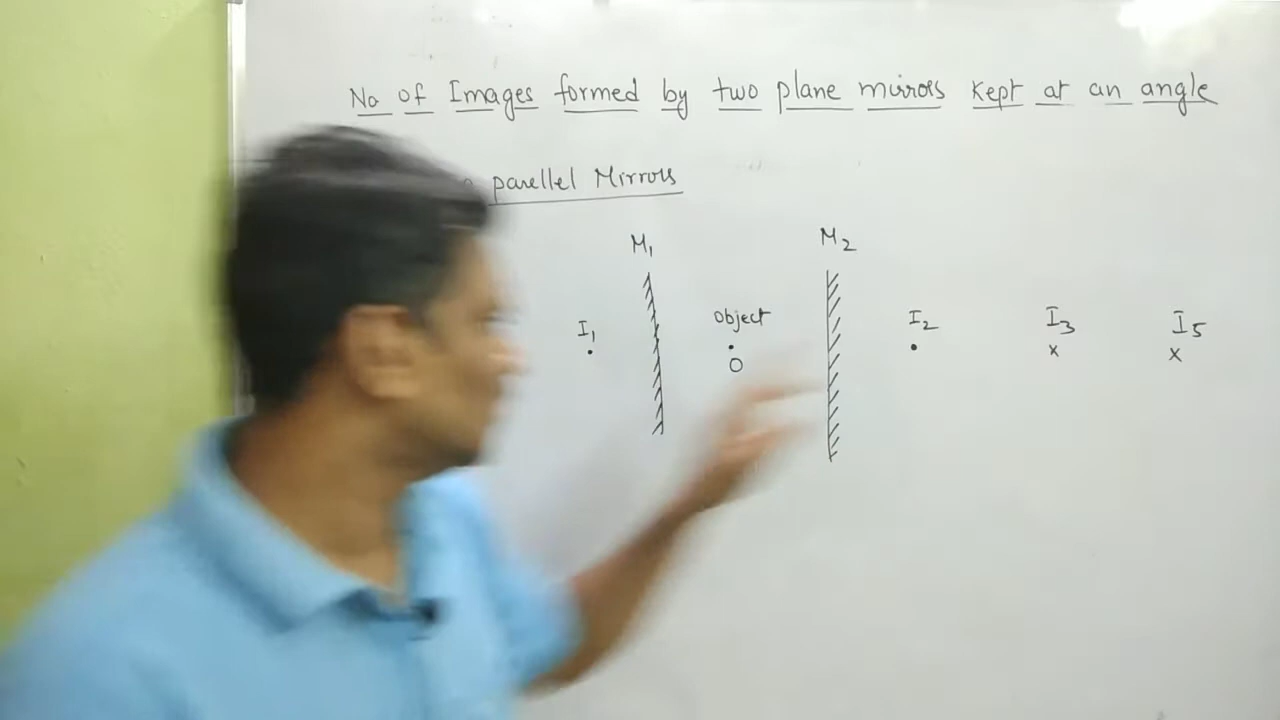 No of Images formed by two plane mirrors kept at an angle
parellel Mirrors
M1 M2
I1 object I2 I3 I5
O x x